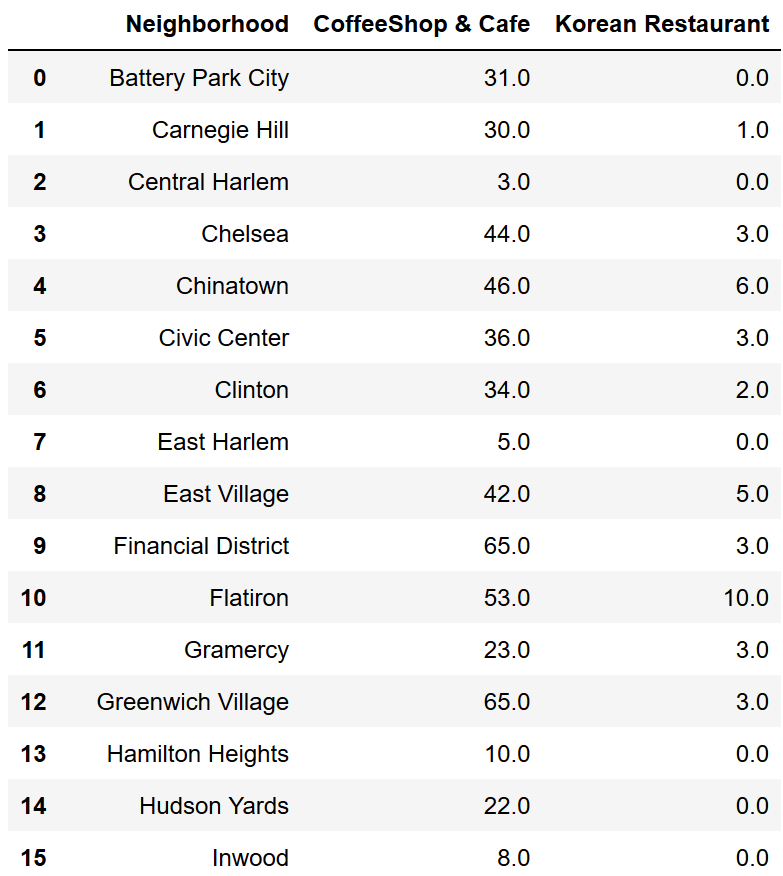 Neighborhood CoffeeShop & Cafe Korean Restaurant
0 Battery Park City 31.0 0.0
1 Carnegie Hill 30.0 1.0
2 Central Harlem 3.0 0.0
3 Chelsea 44.0 3.0
4 Chinatown 46.0 6.0
5 Civic Center 36.0 3.0
6 Clinton 34.0 2.0
7 East Harlem 5.0 0.0
8 East Village 42.0 5.0
9 Financial District 65.0 3.0
10 Flatiron 53.0 10.0
11 Gramercy 23.0 3.0
12 Greenwich Village 65.0 3.0
13 Hamilton Heights 10.0 0.0
14 Hudson Yards 22.0 0.0
15 Inwood 8.0 0.0